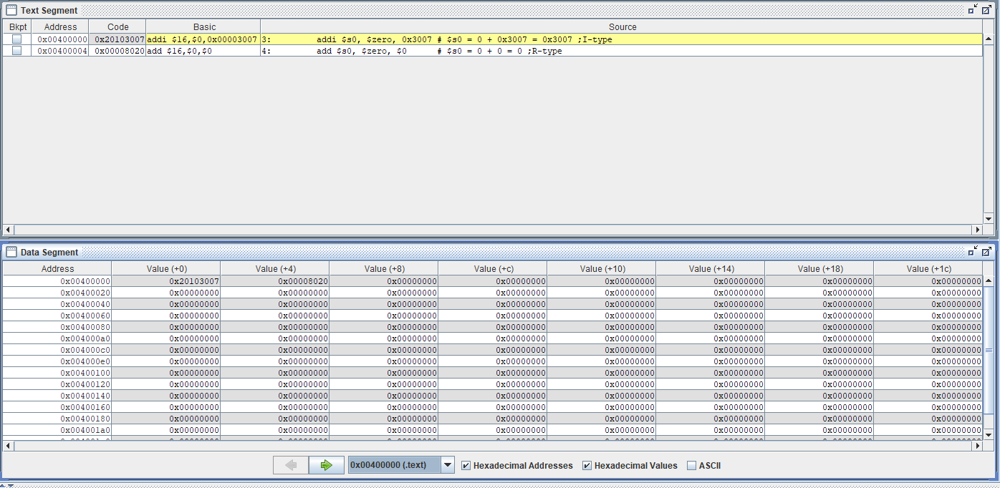 Text Segment
Bkpt Address Code Basic Source
0x00400000 0x20103007 addi $16,$0,0x00003007 3: addi $s0, $zero, 0x3007 # $s0 = 0 + 0x3007 = 0x3007 ;I-type
0x00400004 0x00008020 add $16,$0,$0 4: add $s0, $zero, $0 # $s0 = 0 + 0 = 0 ;R-type
Data Segment
Address Value (+0) Value (+4) Value (+8) Value (+c) Value (+10) Value (+14) Value (+18) Value (+1c)
0x00400000 0x20103007 0x00008020 0x00000000 0x00000000 0x00000000 0x00000000 0x00000000 0x00000000
0x00400020 0x00000000 0x00000000 0x00000000 0x00000000 0x00000000 0x00000000 0x00000000 0x00000000
0x00400040 0x00000000 0x00000000 0x00000000 0x00000000 0x00000000 0x00000000 0x00000000 0x00000000
0x00400060 0x00000000 0x00000000 0x00000000 0x00000000 0x00000000 0x00000000 0x00000000 0x00000000
0x00400080 0x00000000 0x00000000 0x00000000 0x00000000 0x00000000 0x00000000 0x00000000 0x00000000
0x004000a0 0x00000000 0x00000000 0x00000000 0x00000000 0x00000000 0x00000000 0x00000000 0x00000000
0x004000c0 0x00000000 0x00000000 0x00000000 0x00000000 0x00000000 0x00000000 0x00000000 0x00000000
0x004000e0 0x00000000 0x00000000 0x00000000 0x00000000 0x00000000 0x00000000 0x00000000 0x00000000
0x00400100 0x00000000 0x00000000 0x00000000 0x00000000 0x00000000 0x00000000 0x00000000 0x00000000
0x00400120 0x00000000 0x00000000 0x00000000 0x00000000 0x00000000 0x00000000 0x00000000 0x00000000
0x00400140 0x00000000 0x00000000 0x00000000 0x00000000 0x00000000 0x00000000 0x00000000 0x00000000
0x00400160 0x00000000 0x00000000 0x00000000 0x00000000 0x00000000 0x00000000 0x00000000 0x00000000
0x00400180 0x00000000 0x00000000 0x00000000 0x00000000 0x00000000 0x00000000 0x00000000 0x00000000
0x004001a0 0x00000000 0x00000000 0x00000000 0x00000000 0x00000000 0x00000000 0x00000000 0x00000000
0x00400000 (.text) Hexadecimal Addresses Hexadecimal Values ASCII